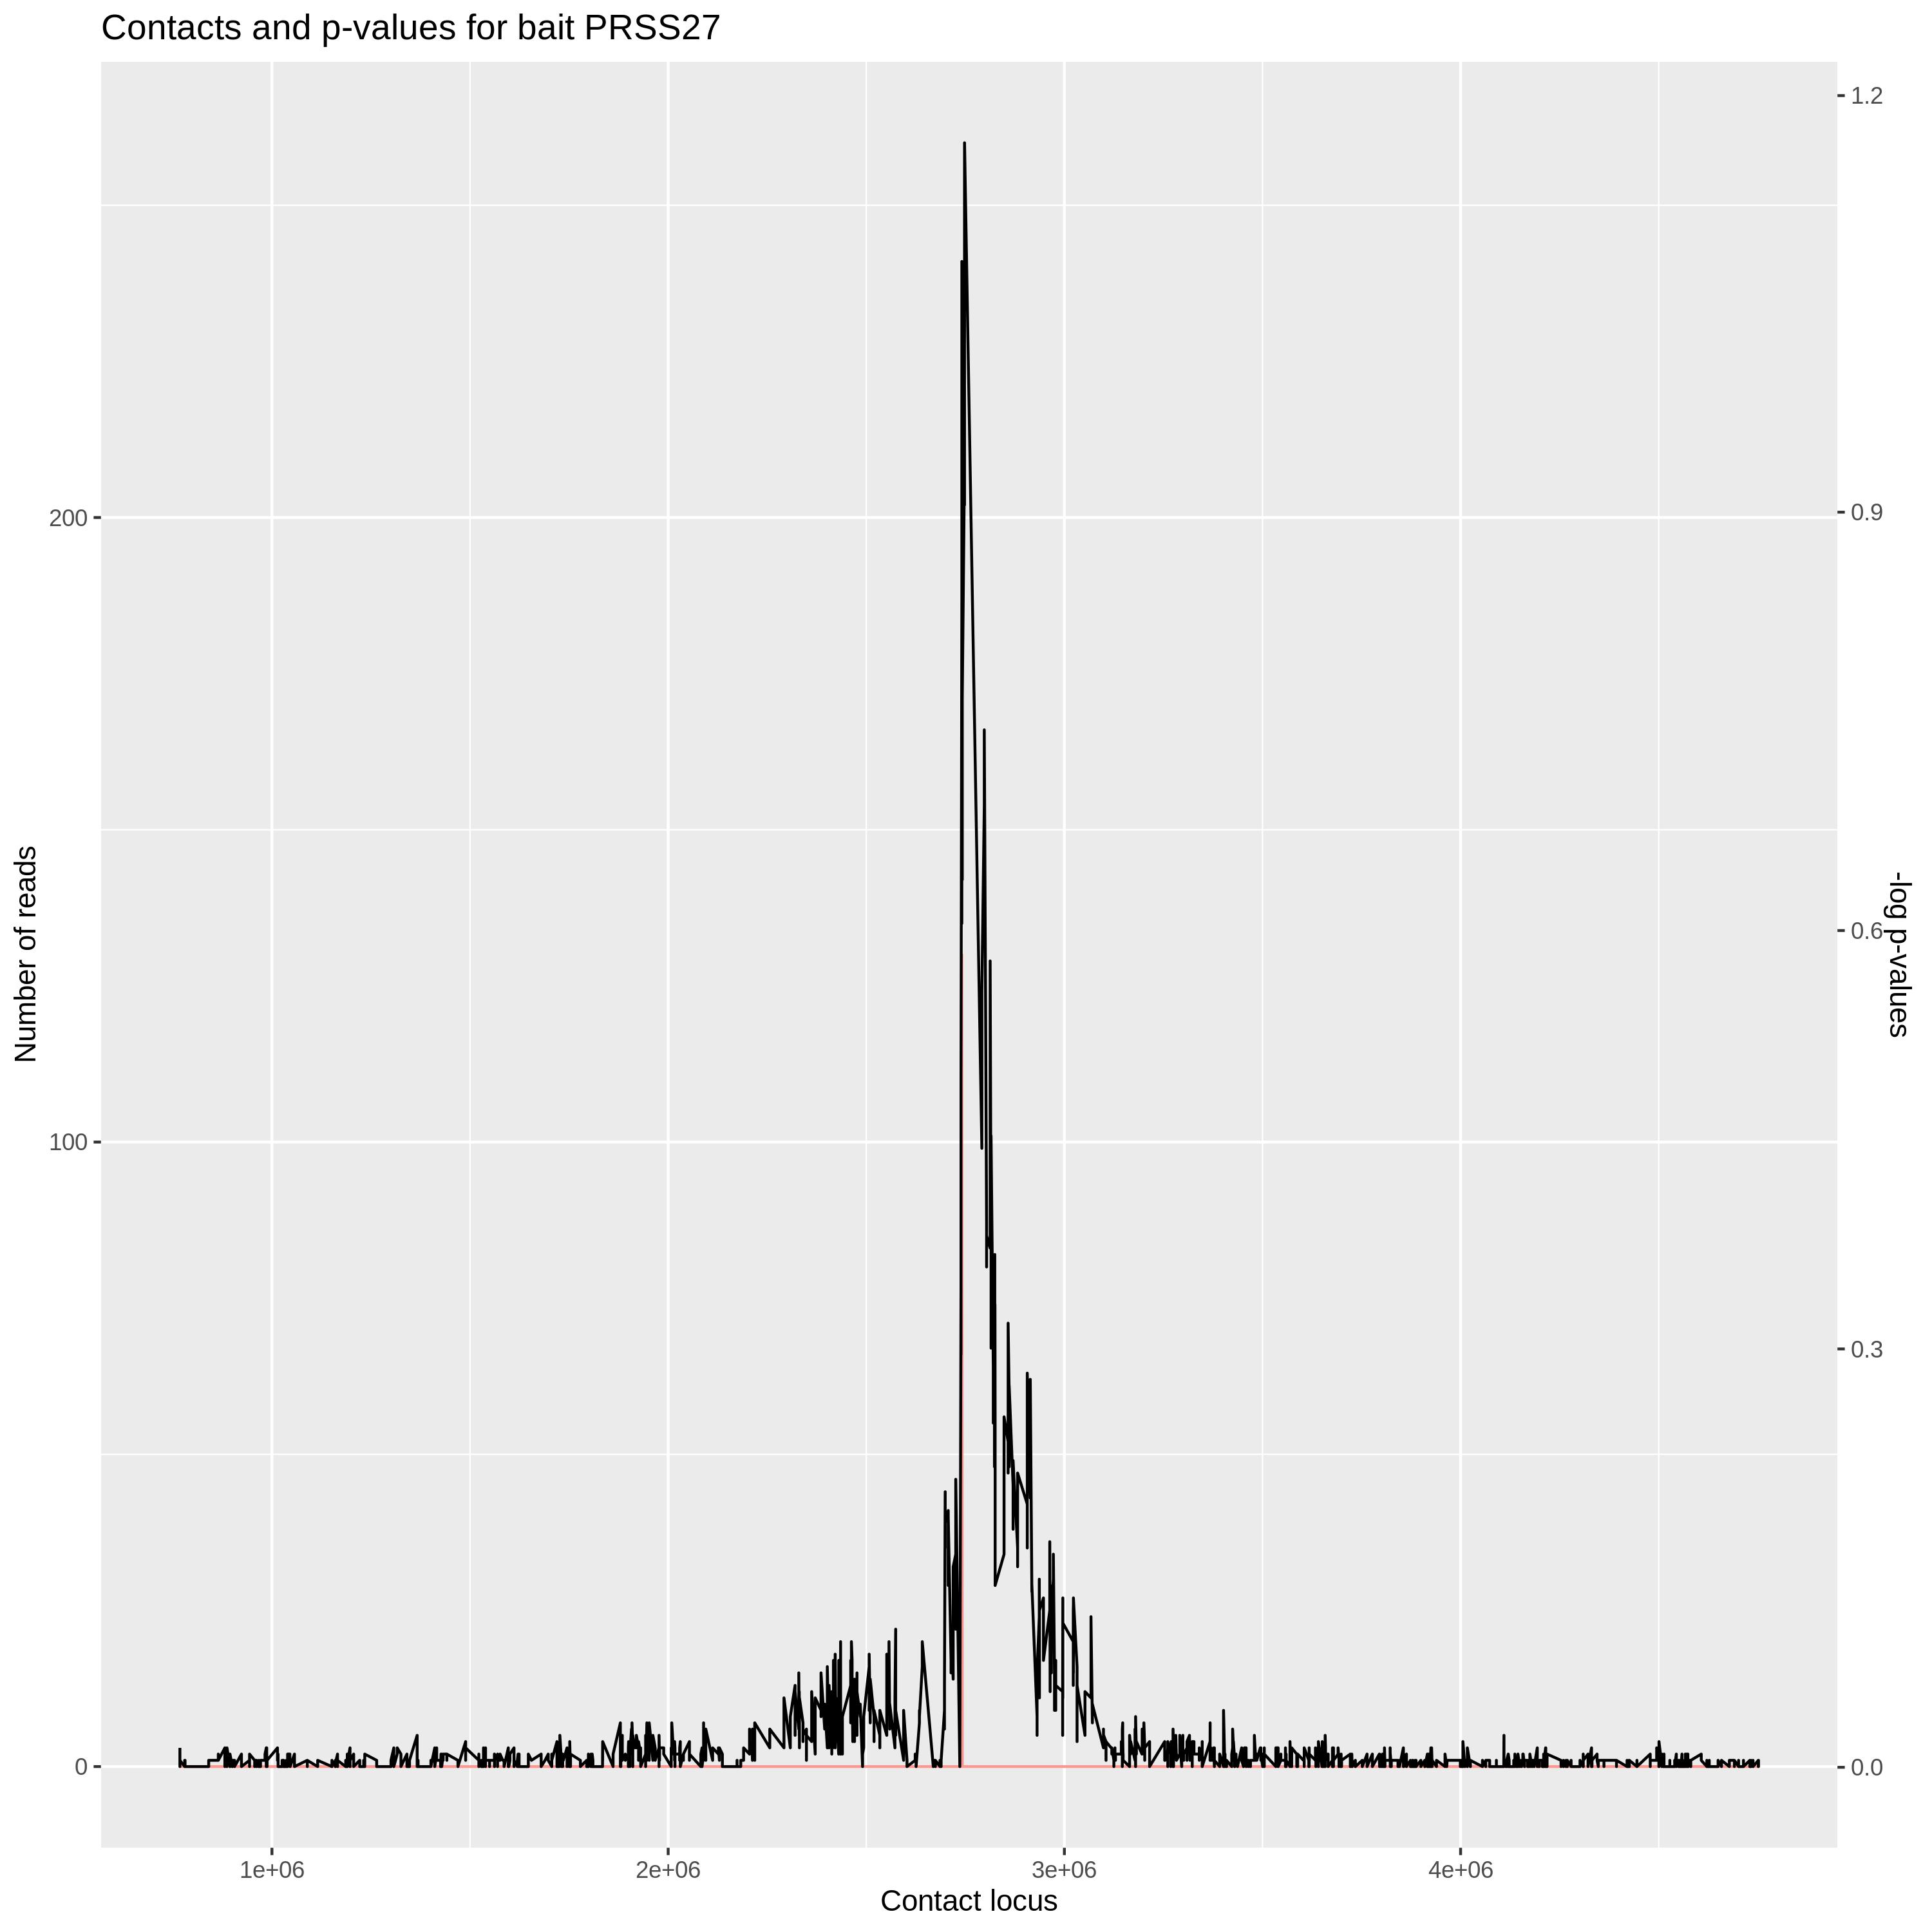 Contacts and p-values for bait PRSS27
Number of reads
200
100
0
1.2
0.9
0.6
0.3
0.0
-log p-values
1e+06
2e+06
3e+06
4e+06
Contact locus